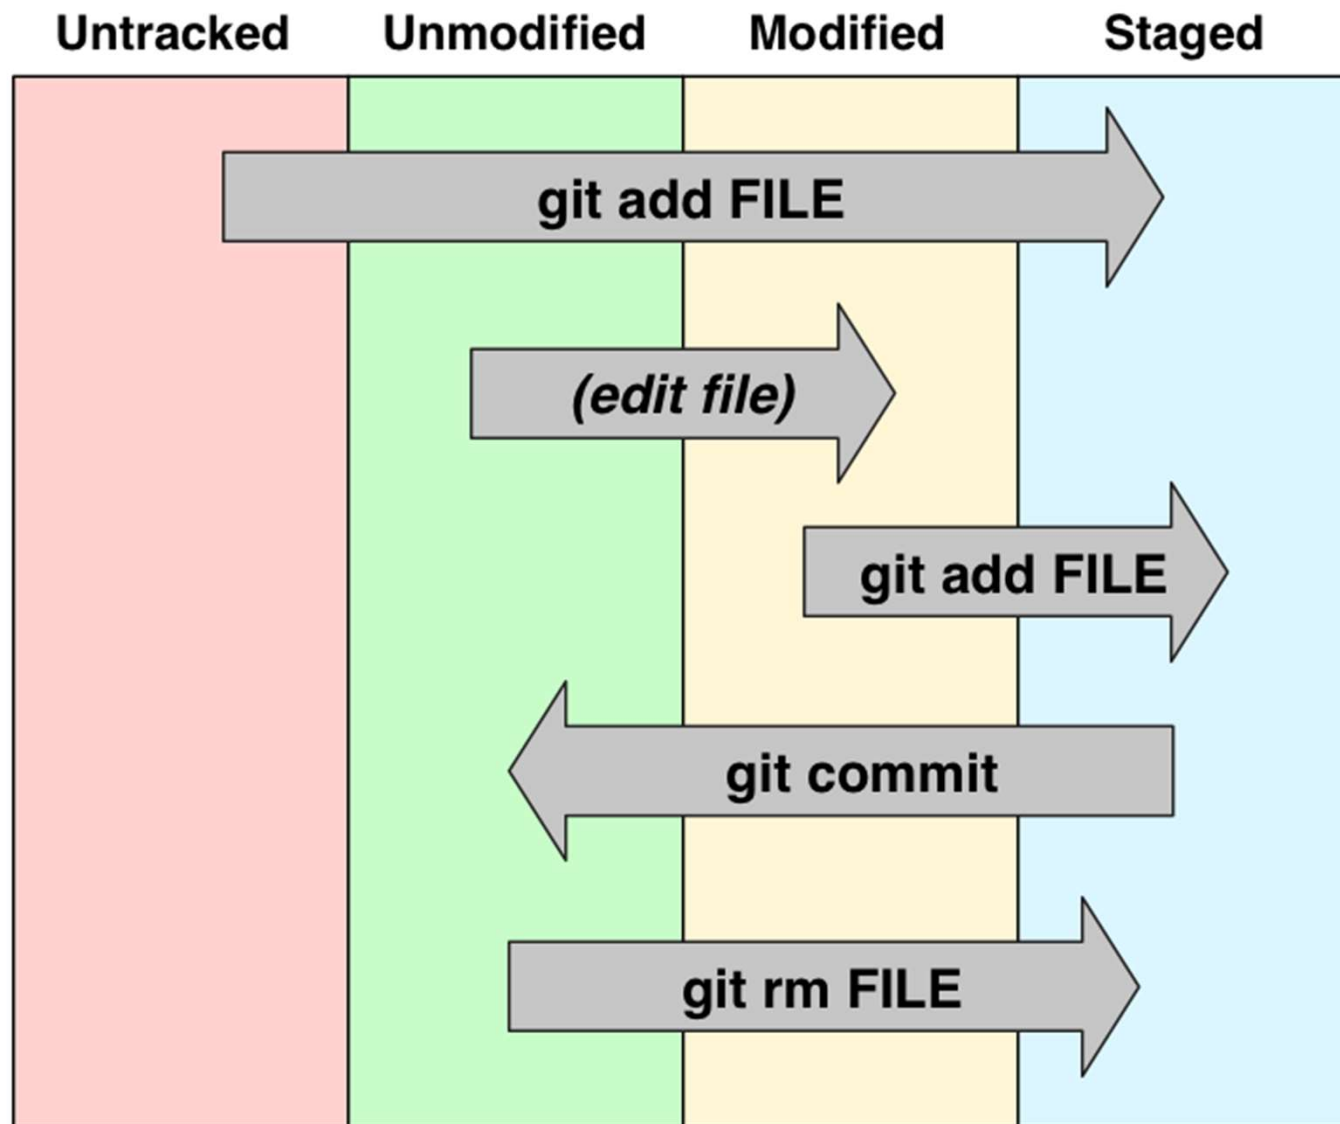 Untracked Unmodified Modified Staged
git add FILE
(edit file)
git add FILE
git commit
git rm FILE